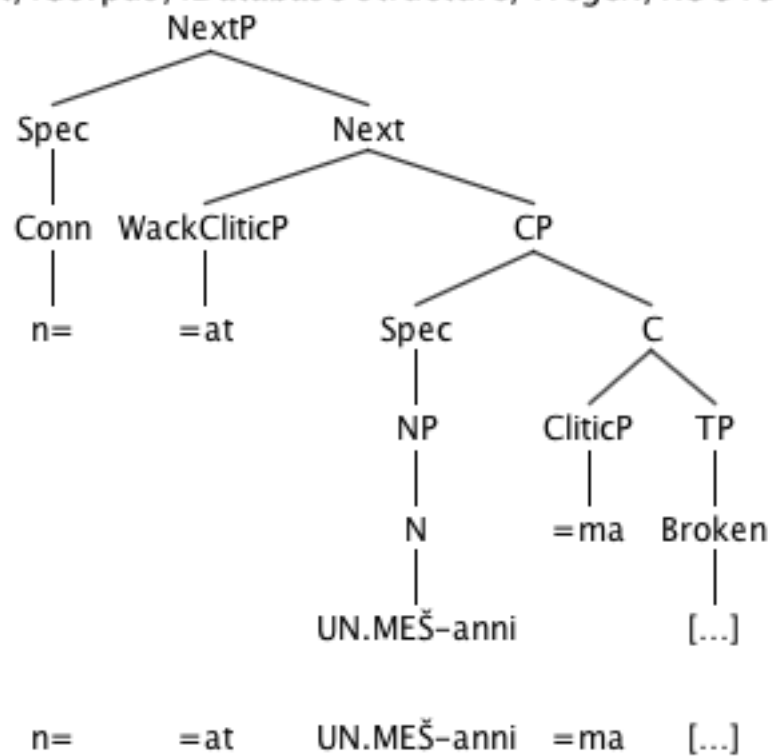 NextP
Spec Next
Conn WackCliticP CP
n= =at Spec C
NP CliticP TP
N =ma Broken
UN.MEŠ-anni [...]
n= =at UN.MEŠ-anni =ma [...]